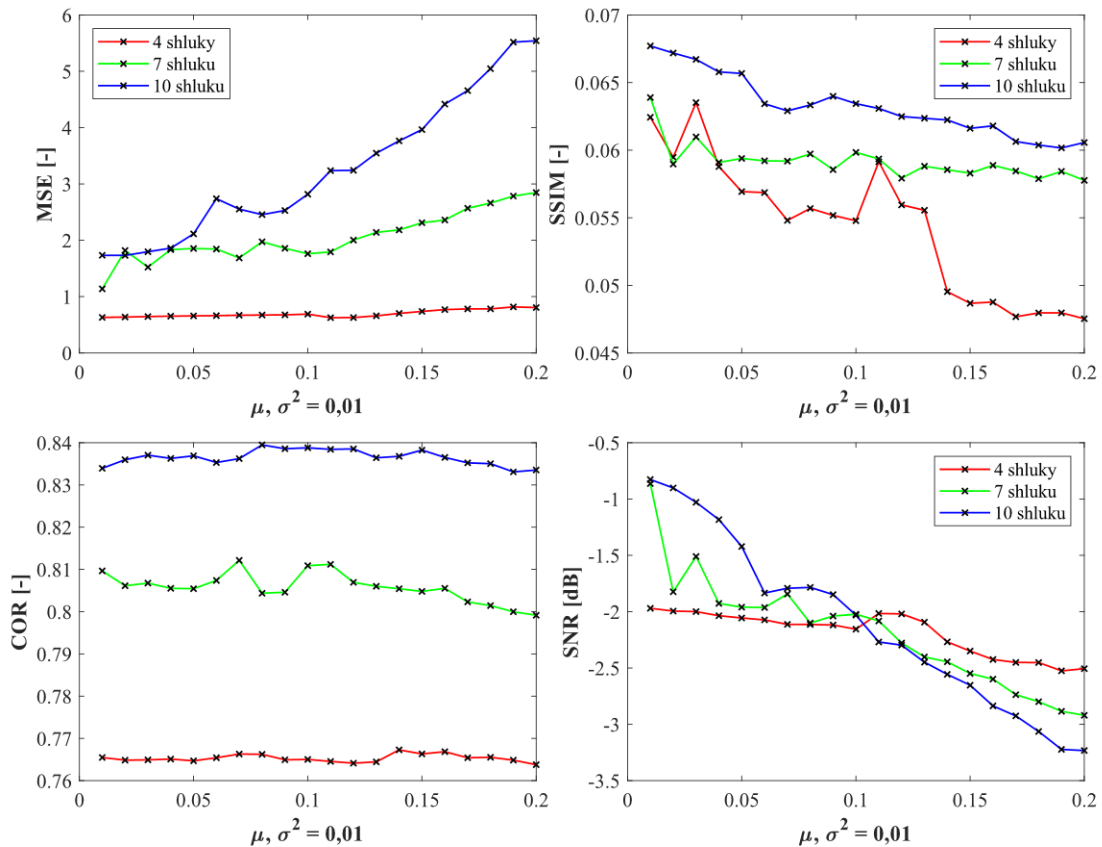 6
5
4
3
2
1
0
MSE [-]
4 shluky
7 shluku
10 shluku
0
0.05
0.1
0.15
0.2
μ, σ² = 0,01
0.07
0.065
0.06
0.055
0.05
0.045
SSIM [-]
4 shluky
7 shluku
10 shluku
0
0.05
0.1
0.15
0.2
μ, σ² = 0,01
0.84
0.83
0.82
0.81
0.8
0.79
0.78
0.77
0.76
COR [-]
0
0.05
0.1
0.15
0.2
μ, σ² = 0,01
-0.5
-1
-1.5
-2
-2.5
-3
-3.5
SNR [dB]
4 shluky
7 shluku
10 shluku
0
0.05
0.1
0.15
0.2
μ, σ² = 0,01